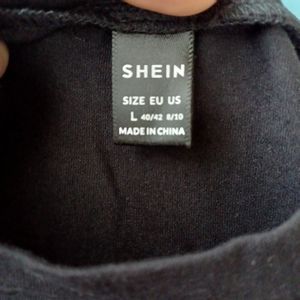 SHEIN
SIZE EU US
L 40/42 8/10
MADE IN CHINA